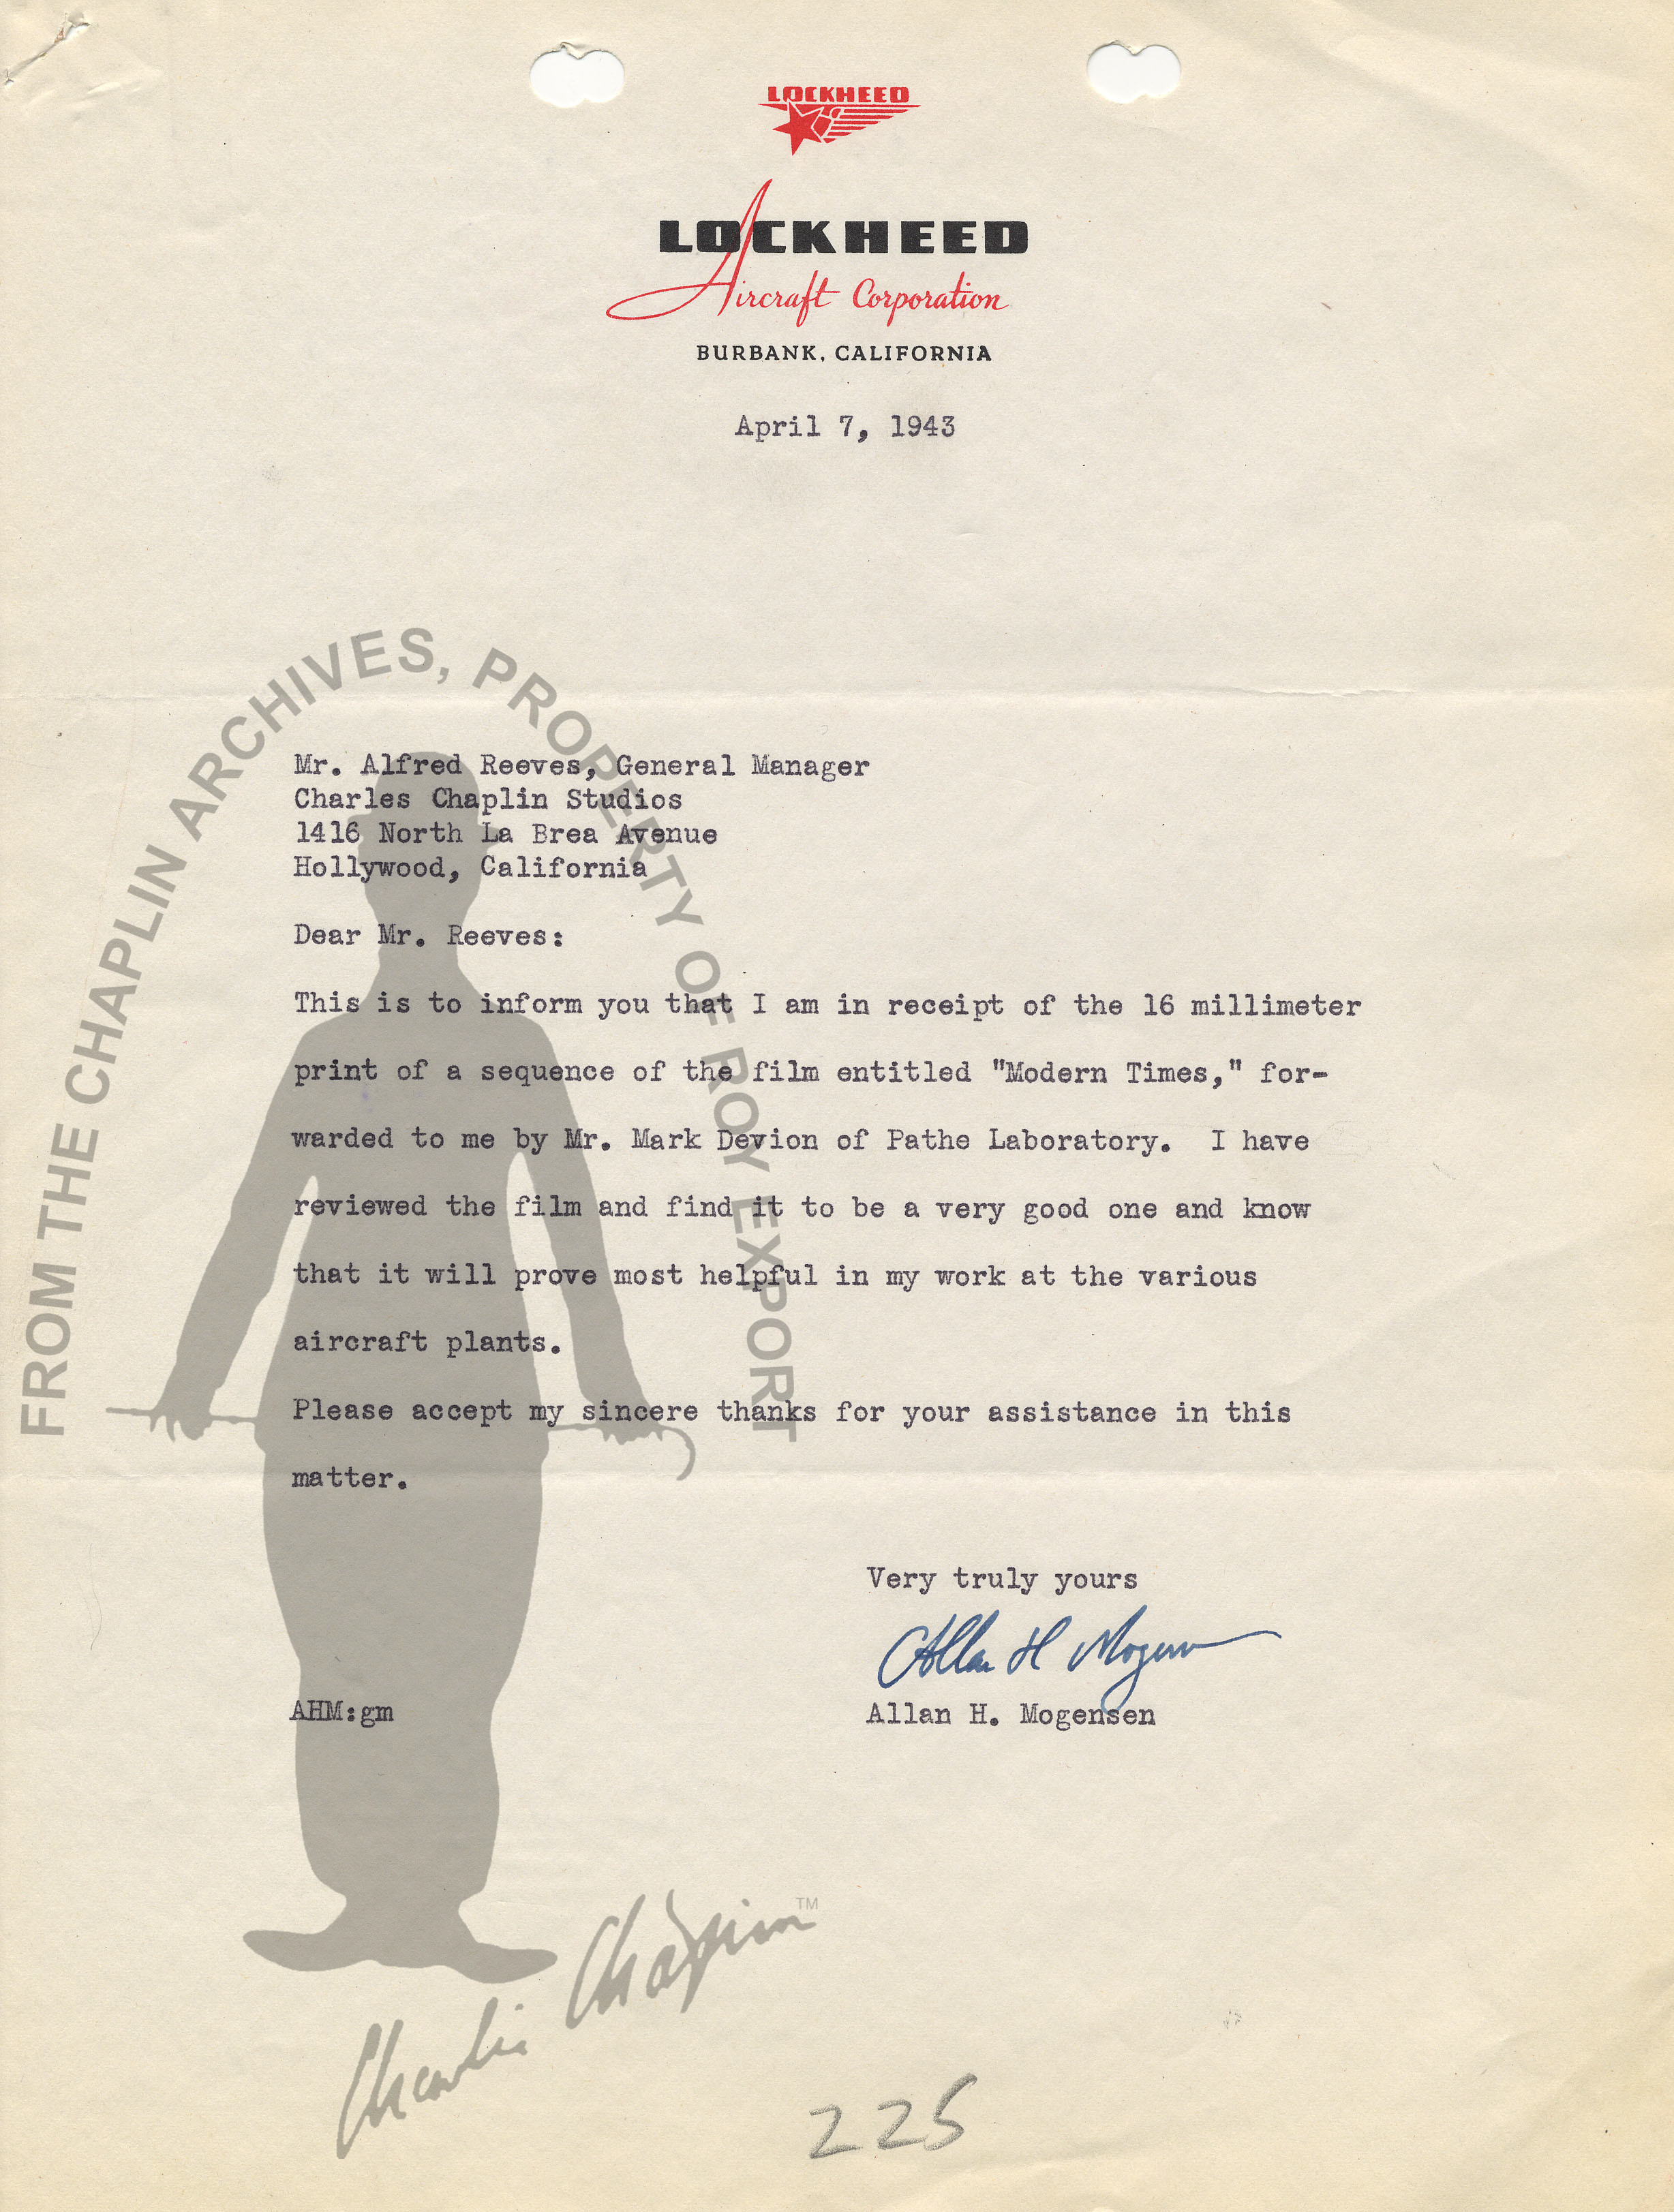 LOCKHEED
LOCKHEED
Aircraft Corporation
BURBANK, CALIFORNIA
April 7, 1943
FROM THE CHAPLIN ARCHIVES, PROPERTY OF ROY EXPORT
Mr. Alfred Reeves, General Manager
Charles Chaplin Studios
1416 North La Brea Avenue
Hollywood, California
Dear Mr. Reeves:
This is to inform you that I am in receipt of the 16 millimeter
print of a sequence of the film entitled "Modern Times," for-
warded to me by Mr. Mark Devion of Pathe Laboratory. I have
reviewed the film and find it to be a very good one and know
that it will prove most helpful in my work at the various
aircraft plants.
Please accept my sincere thanks for your assistance in this
matter.
Very truly yours
Allan H Mogensen
AHM:gm
Allan H. Mogensen
Charlie Chaplin TM
225